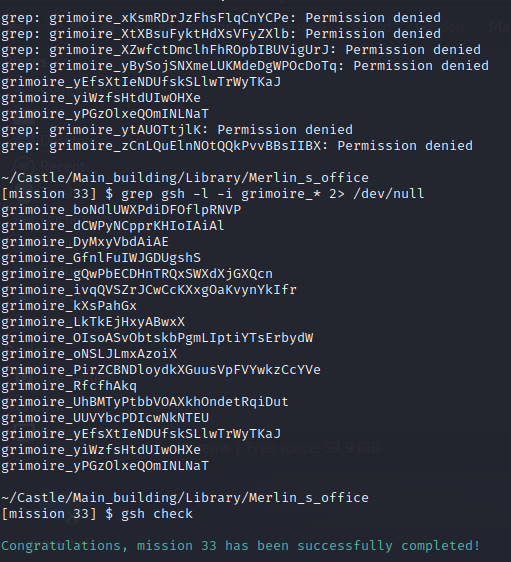 grep: grimoire_xKsmRDrJzFhsFlqCnYCPe: Permission denied
grep: grimoire_XtXBsuFyktHdXsVFyZXlb: Permission denied
grep: grimoire_XZwfctDmclhFhROpbIBUVigUrJ: Permission denied
grep: grimoire_yBySojSNXmeLUKMdeDgWPOcDoTq: Permission denied
grimoire_yEfsXtIeNDUfskSLlwTrWyTKaJ
grimoire_yiWzfsHtdUIwOHXe
grimoire_yPGzOlxeQOmINLNaT
grep: grimoire_ytAUOTtjlK: Permission denied
grep: grimoire_zCnLQuElnNOtQQkPvvBBsIIBX: Permission denied
~/Castle/Main_building/Library/Merlin_s_office
[mission 33] $ grep gsh -l -i grimoire_* 2> /dev/null
grimoire_boNdlUWXPdiDFOflpRNVP
grimoire_dCWPyNCpprKHIoIAiAl
grimoire_DyMxyVbdAiAE
grimoire_GfnlFuIWJGDUgshS
grimoire_gQwPbECDHnTRQxSWXdXjGXQcn
grimoire_ivqQVSZrJCwCcKXxgOaKvynYkIfr
grimoire_kXsPahGx
grimoire_LkTkEjHxyABwxX
grimoire_OIsoASvObtskbPgmLIptiYTsErbydW
grimoire_oNSLJLmxAzoiX
grimoire_PirZCBNDloydkXGuusVpFVYwkzCcYVe
grimoire_RfcfhAkq
grimoire_UhBMTyPtbbVOAXkhOndetRqiDut
grimoire_UUVYbcPDIcwNkNTEU
grimoire_yEfsXtIeNDUfskSLlwTrWyTKaJ
grimoire_yiWzfsHtdUIwOHXe
grimoire_yPGzOlxeQOmINLNaT
~/Castle/Main_building/Library/Merlin_s_office
[mission 33] $ gsh check
Congratulations, mission 33 has been successfully completed!